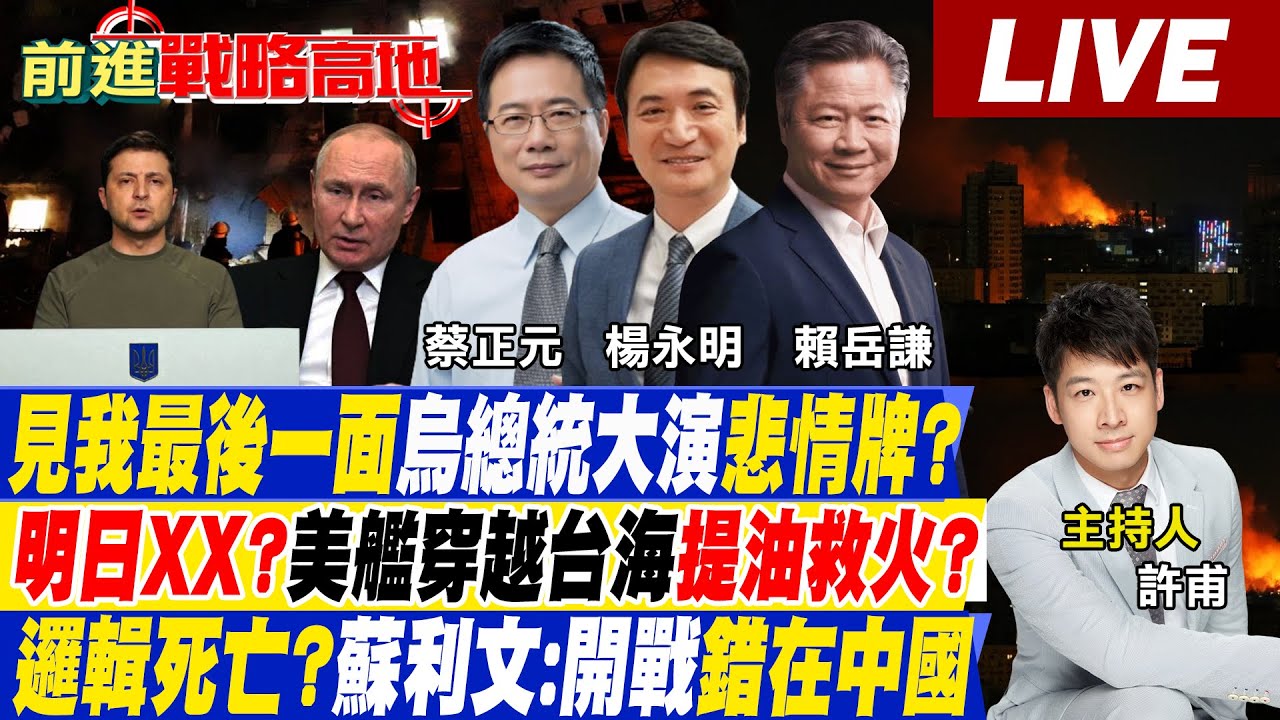 前進戰略高地
LIVE
蔡正元 楊永明 賴岳謙
見我最後一面烏總統大演悲情牌?
明日XX?美艦穿越台海提油救火?
邏輯死亡?蘇利文:開戰錯在中國
主持人
許甫